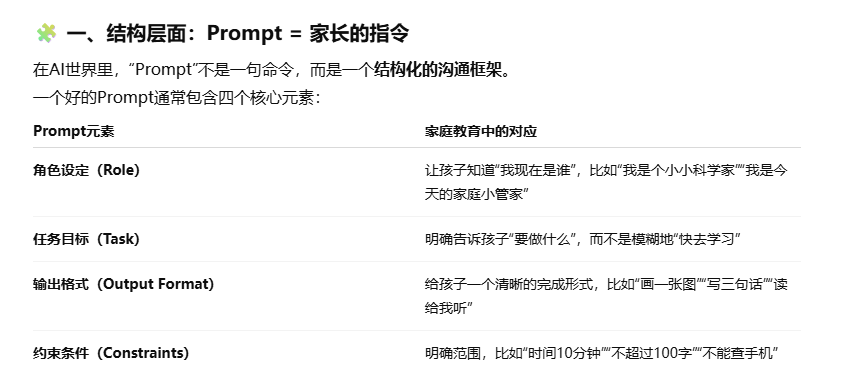 一、结构层面：Prompt = 家长的指令
在AI世界里，“Prompt”不是一句命令，而是一个结构化的沟通框架。
一个好的Prompt通常包含四个核心元素：
Prompt元素 家庭教育中的对应
角色设定（Role） 让孩子知道“我现在是谁”，比如“我是个小小科学家”“我是今
天的家庭小管家”
任务目标（Task） 明确告诉孩子“要做什么”，而不是模糊地“快去学习”
输出格式（Output Format） 给孩子一个清晰的完成形式，比如“画一张图”“写三句话”“读
给我听”
约束条件（Constraints） 明确范围，比如“时间10分钟”“不超过100字”“不能查手机”